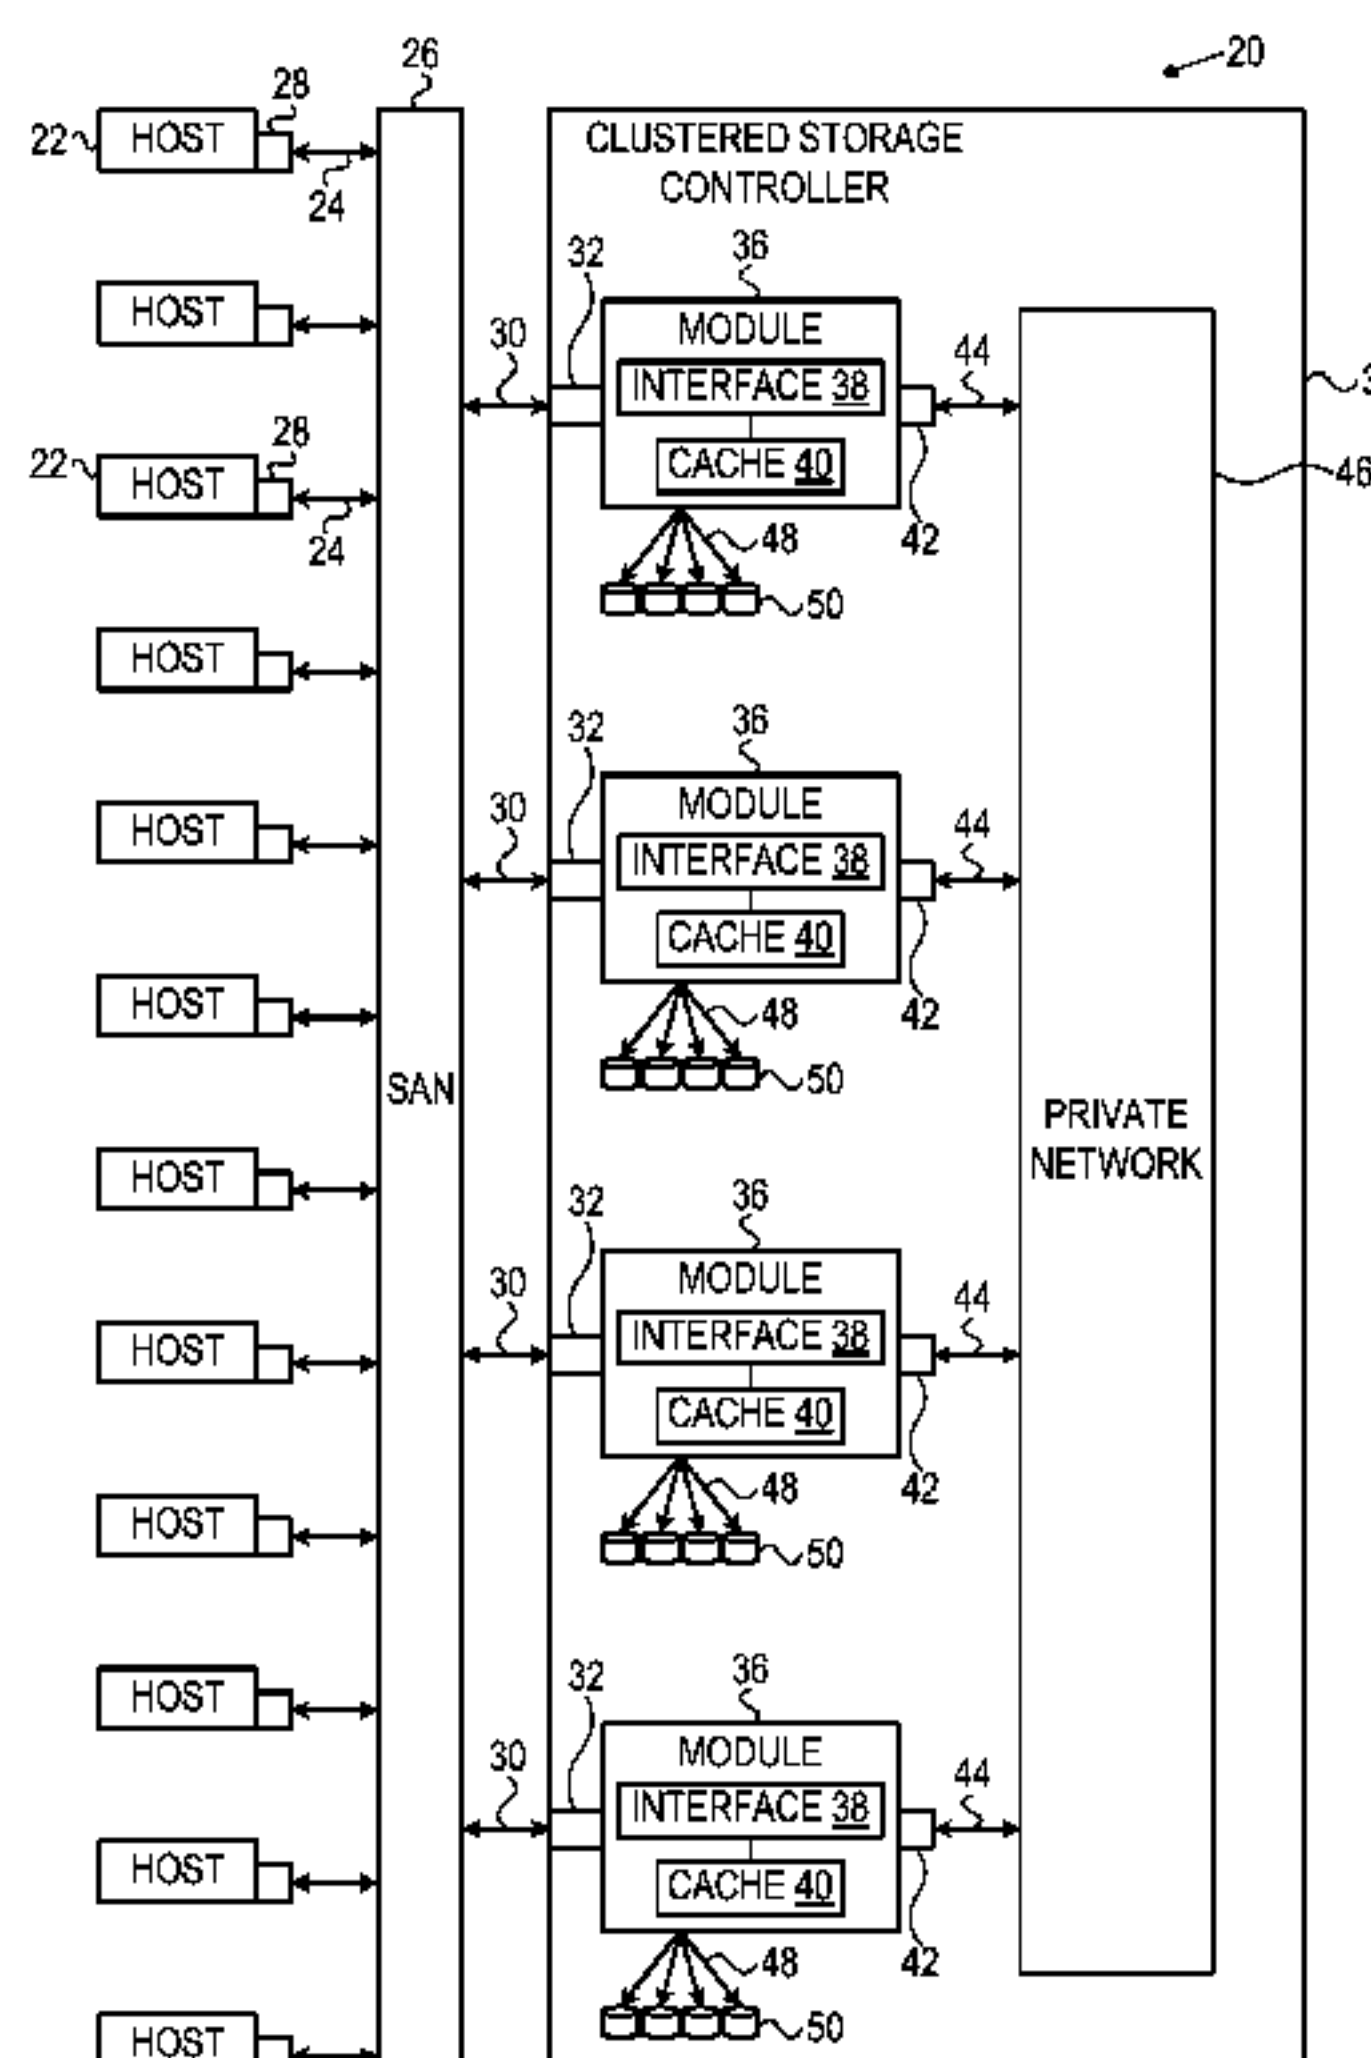 20
26
28
22 HOST
24
CLUSTERED STORAGE
CONTROLLER
HOST
32
36
30
MODULE
INTERFACE 38
CACHE 40
44
42
46
28
22 HOST
24
48
50
HOST
HOST
32
36
30
MODULE
INTERFACE 38
CACHE 40
44
42
48
50
HOST
SAN
PRIVATE
NETWORK
HOST
32
36
30
MODULE
INTERFACE 38
CACHE 40
44
42
48
50
HOST
HOST
HOST
32
36
30
MODULE
INTERFACE 38
CACHE 40
44
42
48
50
HOST
HOST